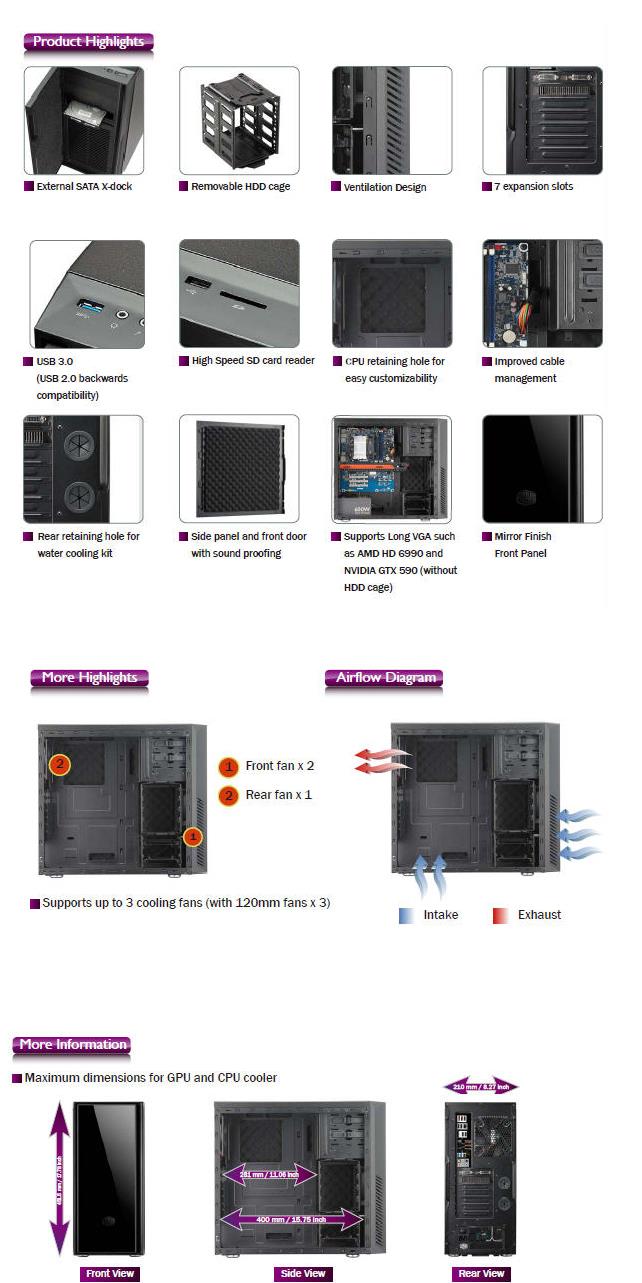 Product Highlights
External SATA X-dock
Removable HDD cage
Ventilation Design
7 expansion slots
USB 3.0
(USB 2.0 backwards
compatibility)
High Speed SD card reader
CPU retaining hole for
easy customizability
Improved cable
management
Rear retaining hole for
water cooling kit
Side panel and front door
with sound proofing
Supports Long VGA such
as AMD HD 6990 and
NVIDIA GTX 590 (without
HDD cage)
Mirror Finish
Front Panel
More Highlights
2
1
1 Front fan x 2
2 Rear fan x 1
Supports up to 3 cooling fans (with 120mm fans x 3)
Airflow Diagram
Intake
Exhaust
More Information
Maximum dimensions for GPU and CPU cooler
Front View
281 mm / 11.06 inch
400 mm / 15.75 inch
Side View
210 mm / 8.27 inch
Rear View